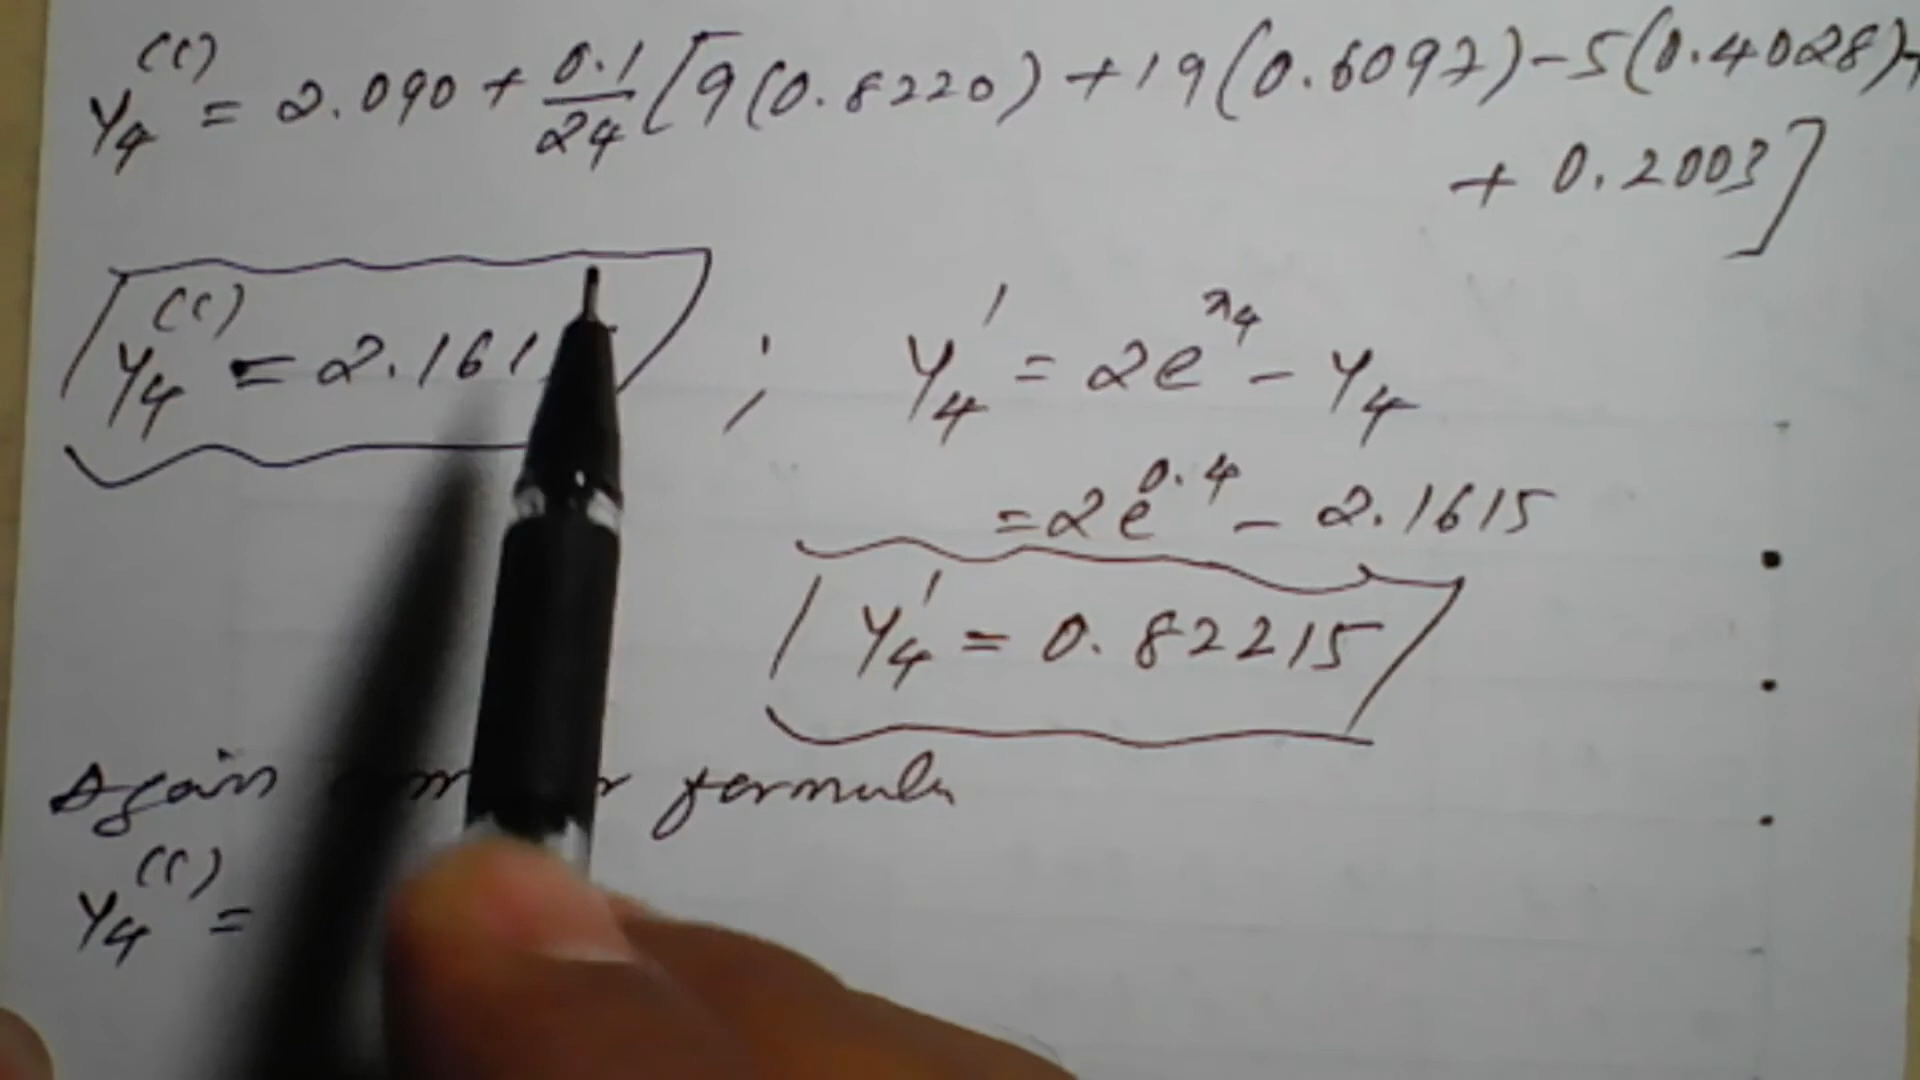 Y₄⁽ᶜ⁾ = 2.090 + 0.1/24 [9(0.8220) + 19(0.6097) - 5(0.4028)+
+ 0.2003]
Y₄⁽ᶜ⁾ = 2.161 ; Y₄' = 2e^x₄ - Y₄
= 2e^0.4 - 2.1615
Y₄' = 0.82215
Again formula
Y₄⁽ᶜ⁾ =